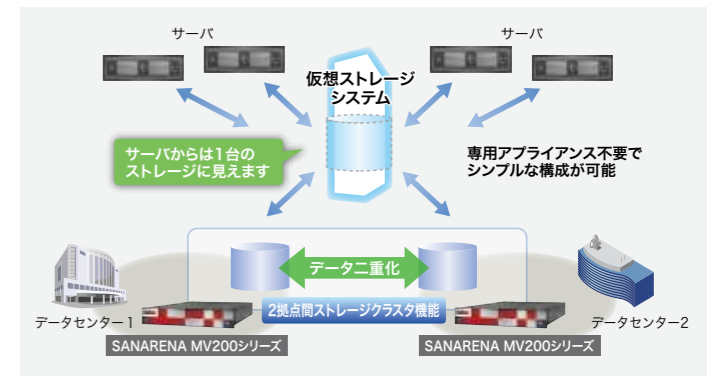 サーバ
サーバ
仮想ストレージ
システム
サーバからは1台の
ストレージに見えます
専用アプライアンス不要で
シンプルな構成が可能
データ二重化
2拠点間ストレージクラスタ機能
データセンター1
データセンター2
SANARENA MV200シリーズ
SANARENA MV200シリーズ